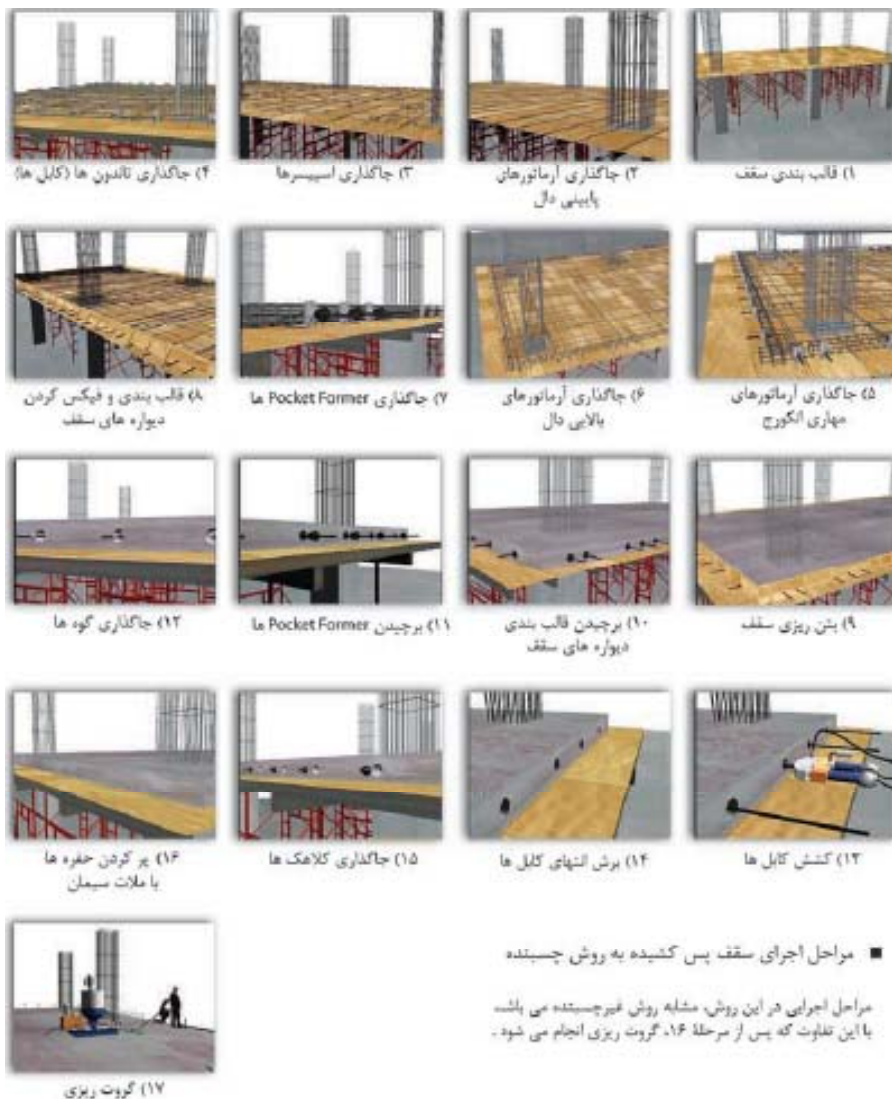 ۱) قالب بندی سقف
۲) جاگذاری آرماتورهای
پایینی دال
۳) جاگذاری اسپیسرها
۴) جاگذاری تاندون ها (کابل ها)
۵) جاگذاری آرماتورهای
مهاری انکورج
۶) جاگذاری آرماتورهای
بالایی دال
۷) جاگذاری Pocket Former ها
۸) قالب بندی و فیکس کردن
دیواره های سقف
۹) بتن ریزی سقف
۱۰) برچیدن قالب بندی
دیواره های سقف
۱۱) برچیدن Pocket Former ها
۱۲) جاگذاری گوه ها
۱۳) کشش کابل ها
۱۴) برش انتهای کابل ها
۱۵) جاگذاری کلاهک ها
۱۶) پر کردن حفره ها
با ملات سیمان
■ مراحل اجرای سقف پس کشیده به روش چسبنده
مراحل اجرایی در این روش، مشابه روش غیرچسبنده می باشد
با این تفاوت که پس از مرحلهٔ ۱۶، گروت ریزی انجام می شود .
۱۷) گروت ریزی